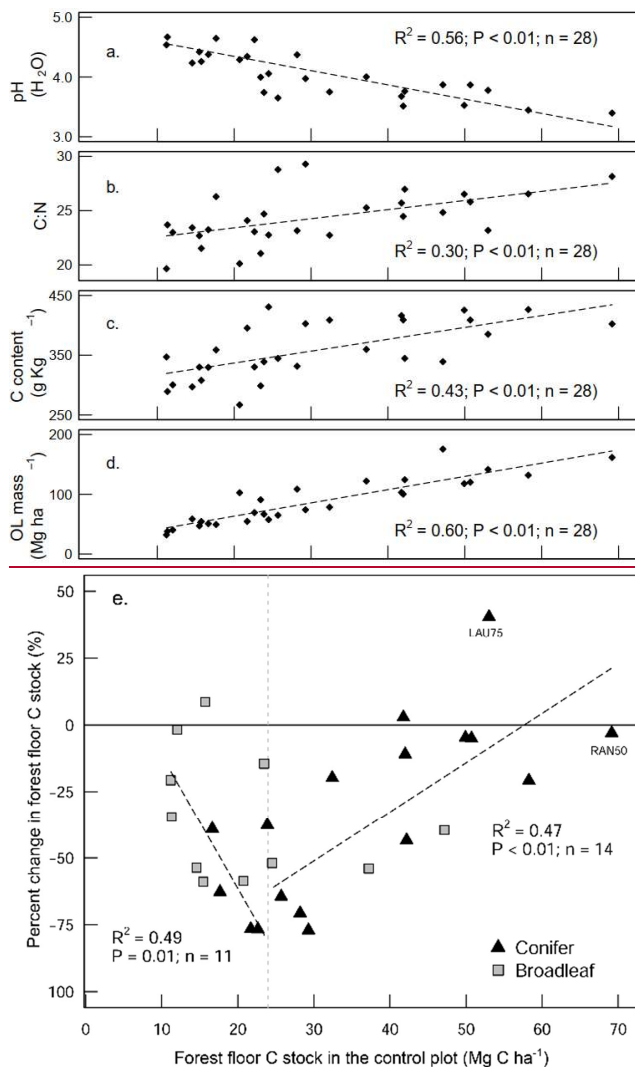 5.0
4.0
3.0
pH
(H₂O)
a.
R² = 0.56; P < 0.01; n = 28)
30
25
20
C:N
b.
R² = 0.30; P < 0.01; n = 28)
450
350
250
C content
(g Kg⁻¹)
c.
R² = 0.43; P < 0.01; n = 28)
200
100
0
OL mass
(Mg ha⁻¹)
d.
R² = 0.60; P < 0.01; n = 28)
50
25
0
-25
-50
-75
100
Percent change in forest floor C stock (%)
e.
LAU75
RAN50
R² = 0.47
P < 0.01; n = 14
R² = 0.49
P = 0.01; n = 11
Conifer
Broadleaf
0 10 20 30 40 50 60 70
Forest floor C stock in the control plot (Mg C ha⁻¹)